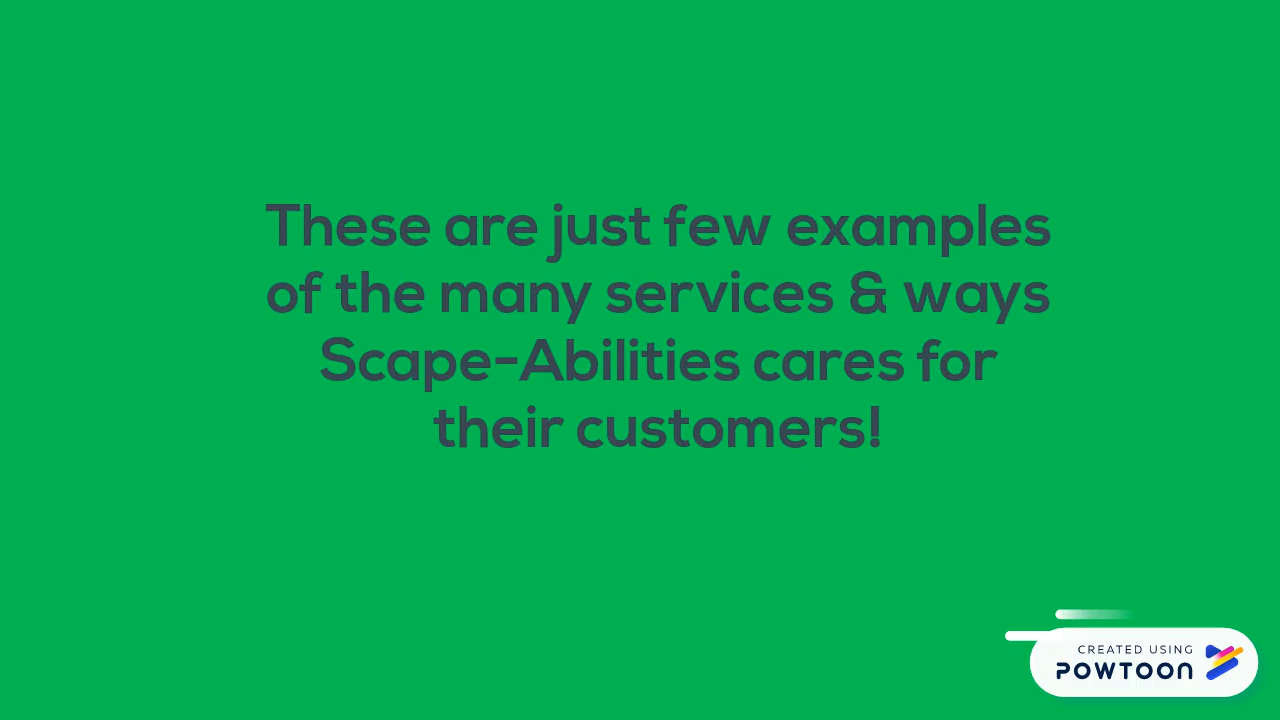 These are just few examples
of the many services & ways
Scape-Abilities cares for
their customers!
CREATED USING
POWTOON